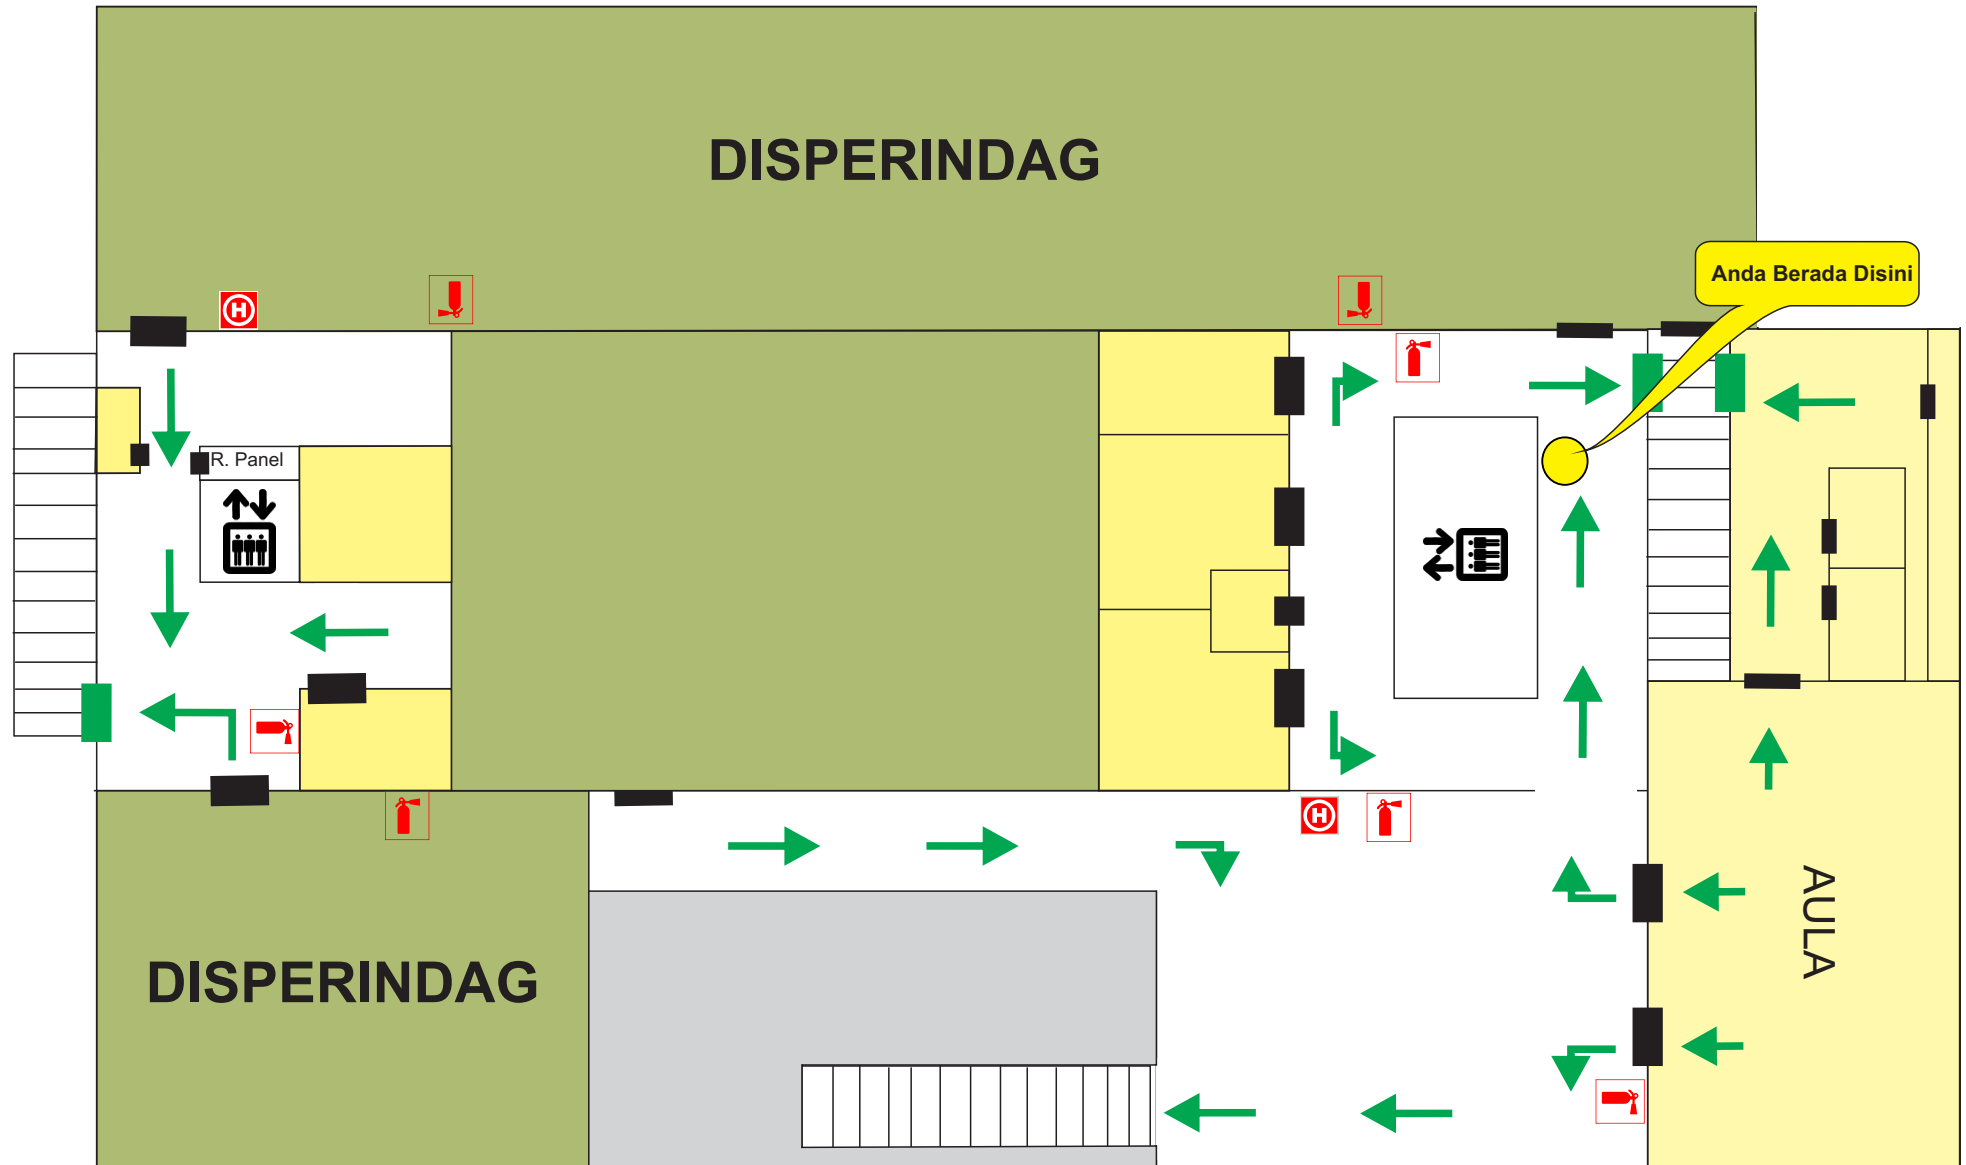 DISPERINDAG
Anda Berada Disini
H
R. Panel
H
AULA
DISPERINDAG